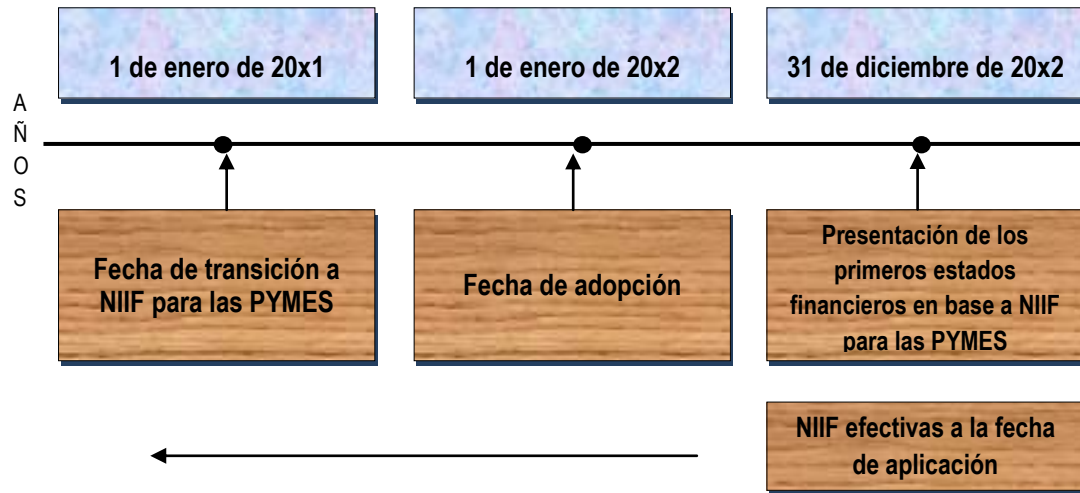 1 de enero de 20x1
1 de enero de 20x2
31 de diciembre de 20x2
A
Ñ
O
S
Fecha de transición a
NIIF para las PYMES
Fecha de adopción
Presentación de los
primeros estados
financieros en base a NIIF
para las PYMES
NIIF efectivas a la fecha
de aplicación